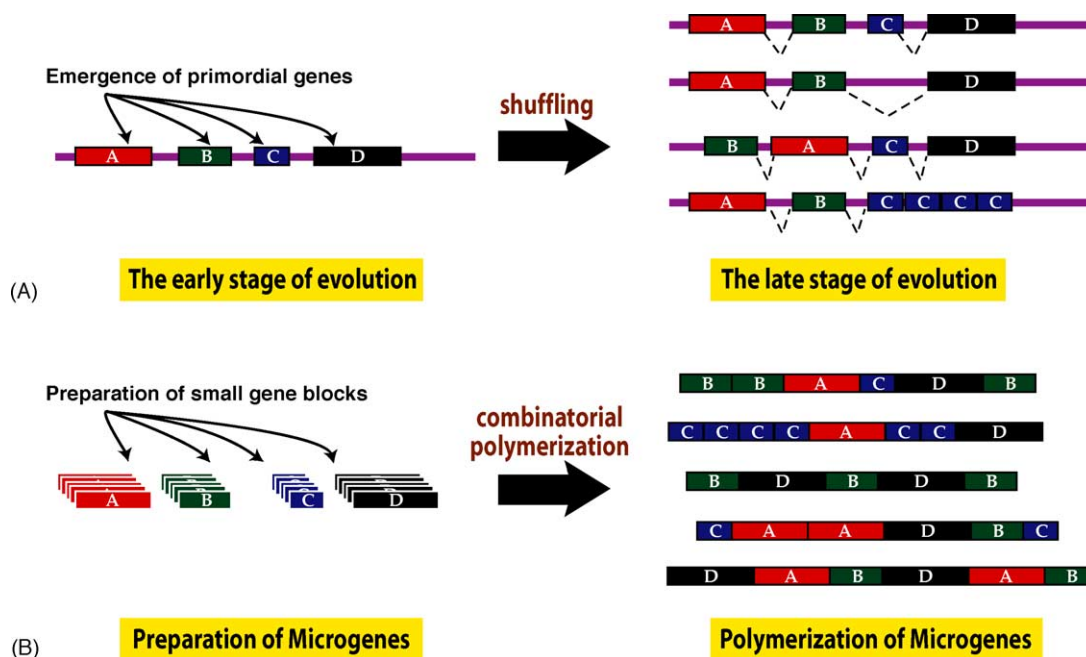 A B C D
Emergence of primordial genes
shuffling
A B D
A B C D
B A C D
A B C C C C
The early stage of evolution
The late stage of evolution
(A)
Preparation of small gene blocks
combinatorial
polymerization
A B C D
B B A C D B
C C C C A C C D
B D B D B
C A A D B C
D A B D A B
Preparation of Microgenes
Polymerization of Microgenes
(B)